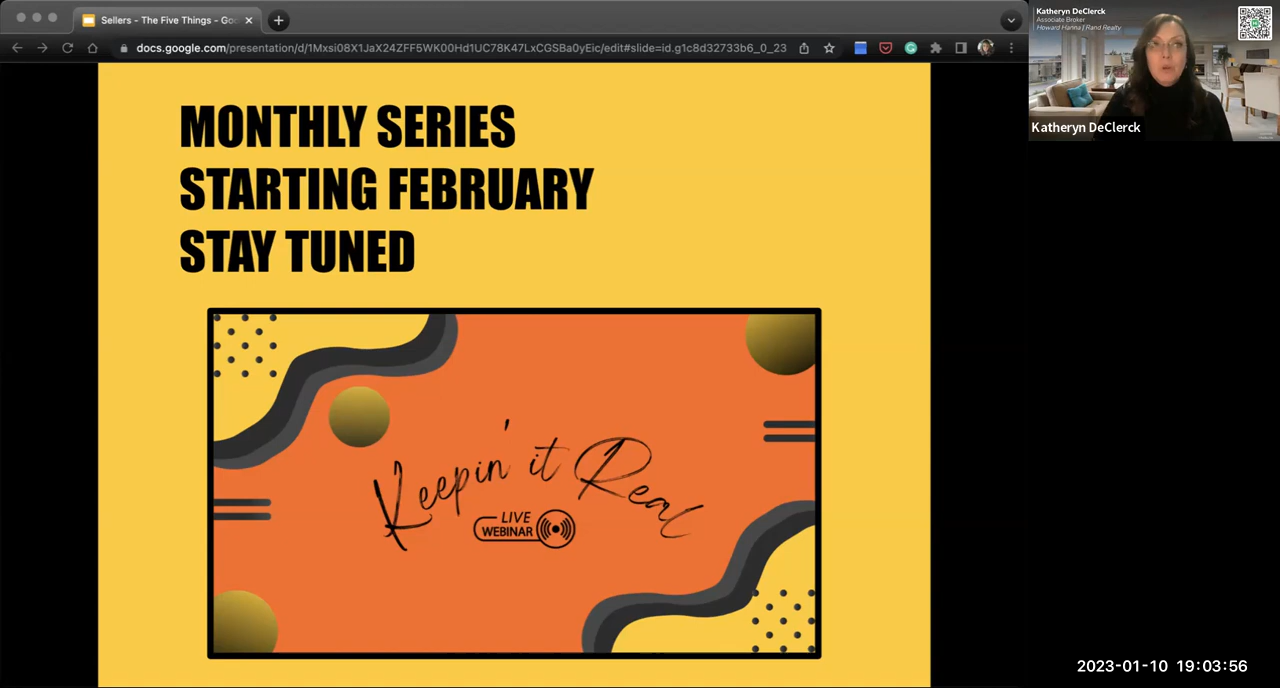 Sellers - The Five Things - Goo
docs.google.com/presentation/d/1Mxsi08X1JaX24ZFF5WK00Hd1UC78K47LxCGS8a0yEic/edit#slide=id.g1c8d32733b6_0_23
MONTHLY SERIES
STARTING FEBRUARY
STAY TUNED
Keepin' it Real
LIVE
WEBINAR
Katheryn DeClerck
Associate Broker
Howard Hanna | Rand Realty
Katheryn DeClerck
2023-01-10 19:03:56